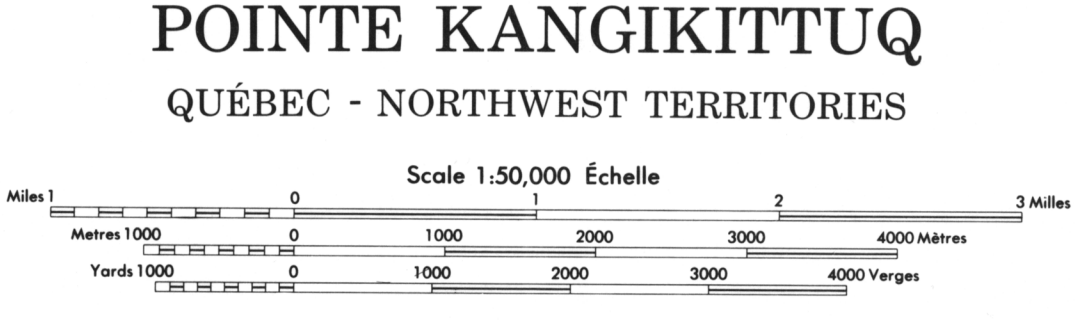 POINTE KANGIKITTUQ
QUÉBEC - NORTHWEST TERRITORIES
Scale 1:50,000 Échelle
Miles 1 0 1 2 3 Milles
Metres 1000 0 1000 2000 3000 4000 Mètres
Yards 1000 0 1000 2000 3000 4000 Verges